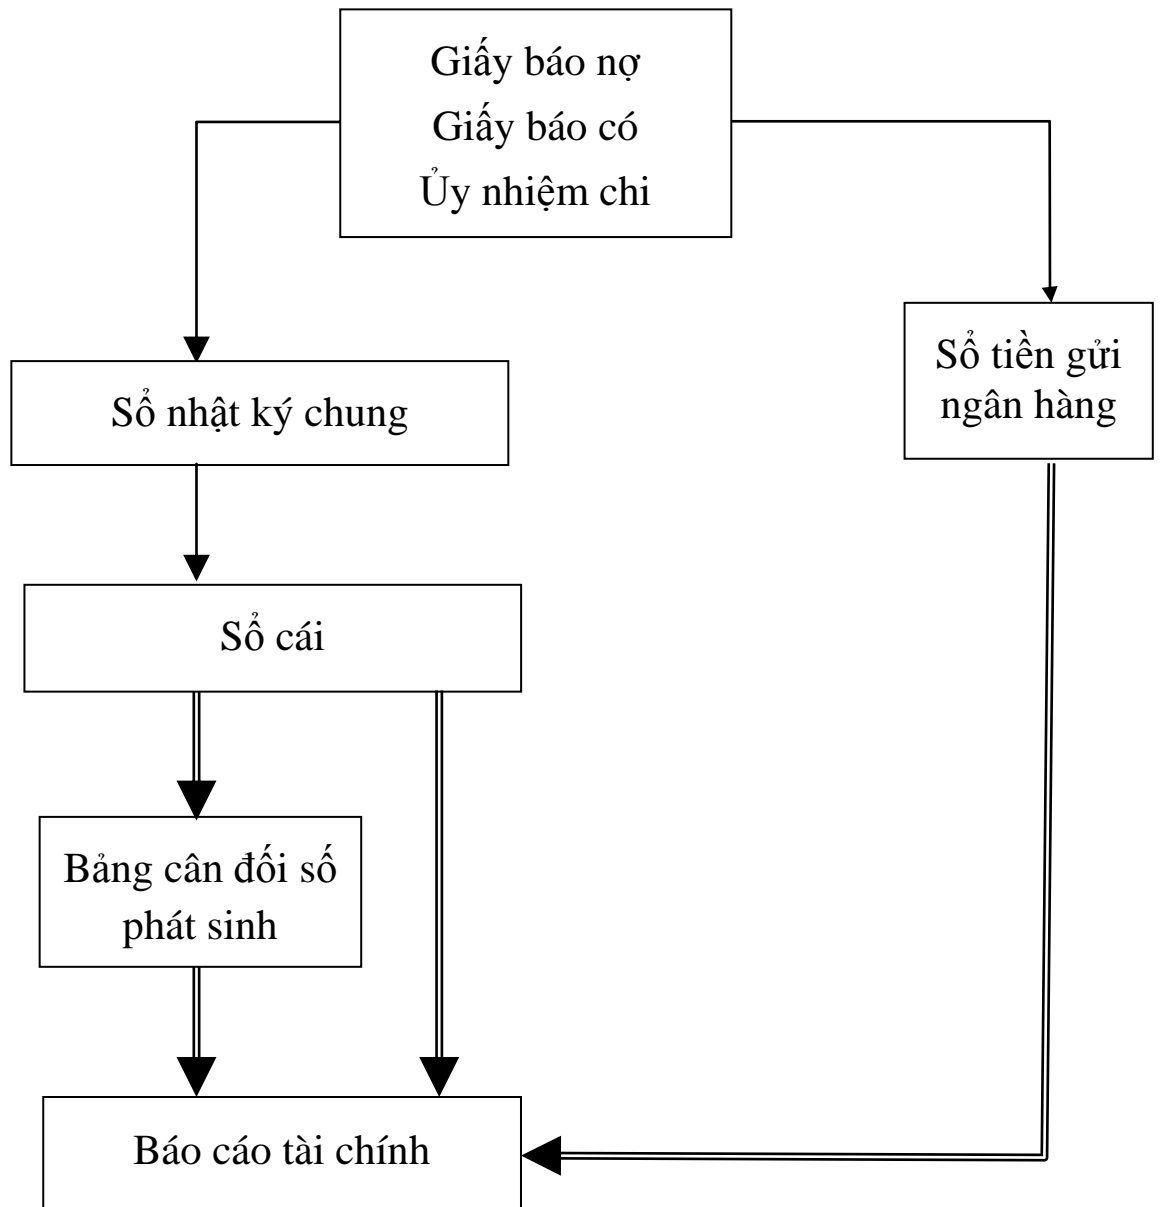 Giấy báo nợ
Giấy báo có
Ủy nhiệm chi
Sổ tiền gửi
ngân hàng
Sổ nhật ký chung
Sổ cái
Bảng cân đối số
phát sinh
Báo cáo tài chính